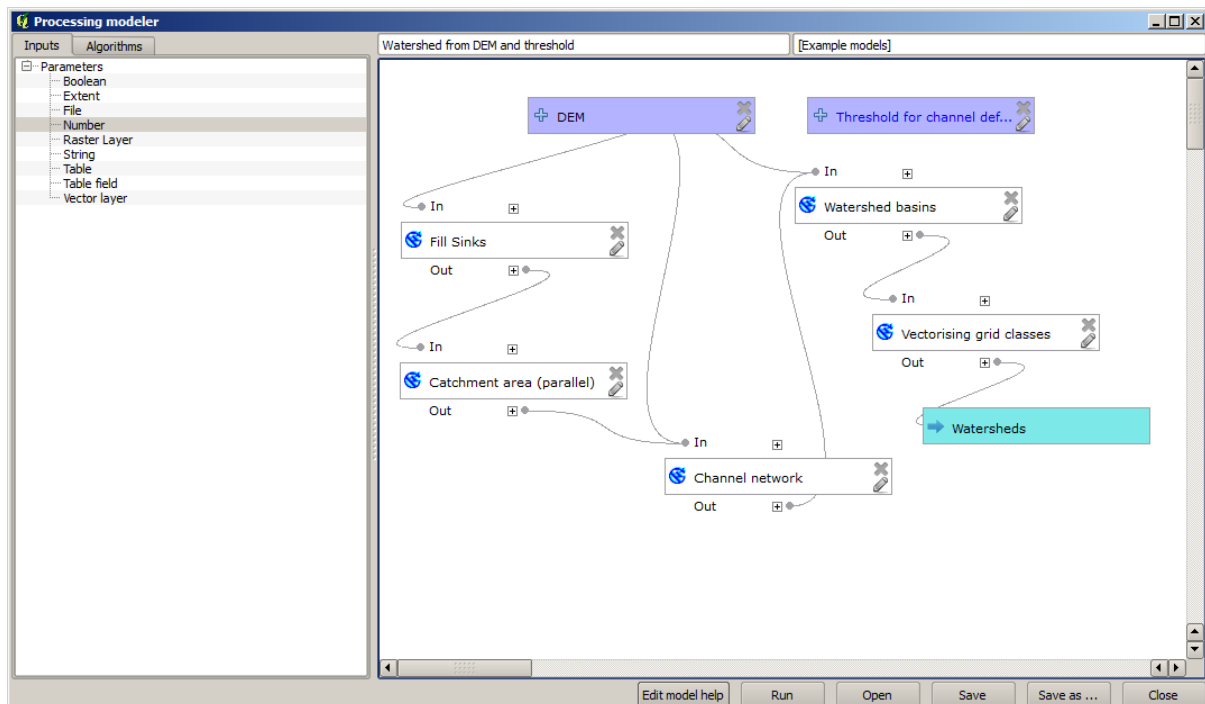 Processing modeler
Inputs
Algorithms
Parameters
Boolean
Extent
File
Number
Raster Layer
String
Table
Table field
Vector layer
Watershed from DEM and threshold
[Example models]
DEM
Threshold for channel def...
In
Watershed basins
Out
In
Fill Sinks
Out
In
Vectorising grid classes
Out
In
Catchment area (parallel)
Out
Watersheds
In
Channel network
Out
Edit model help
Run
Open
Save
Save as ...
Close